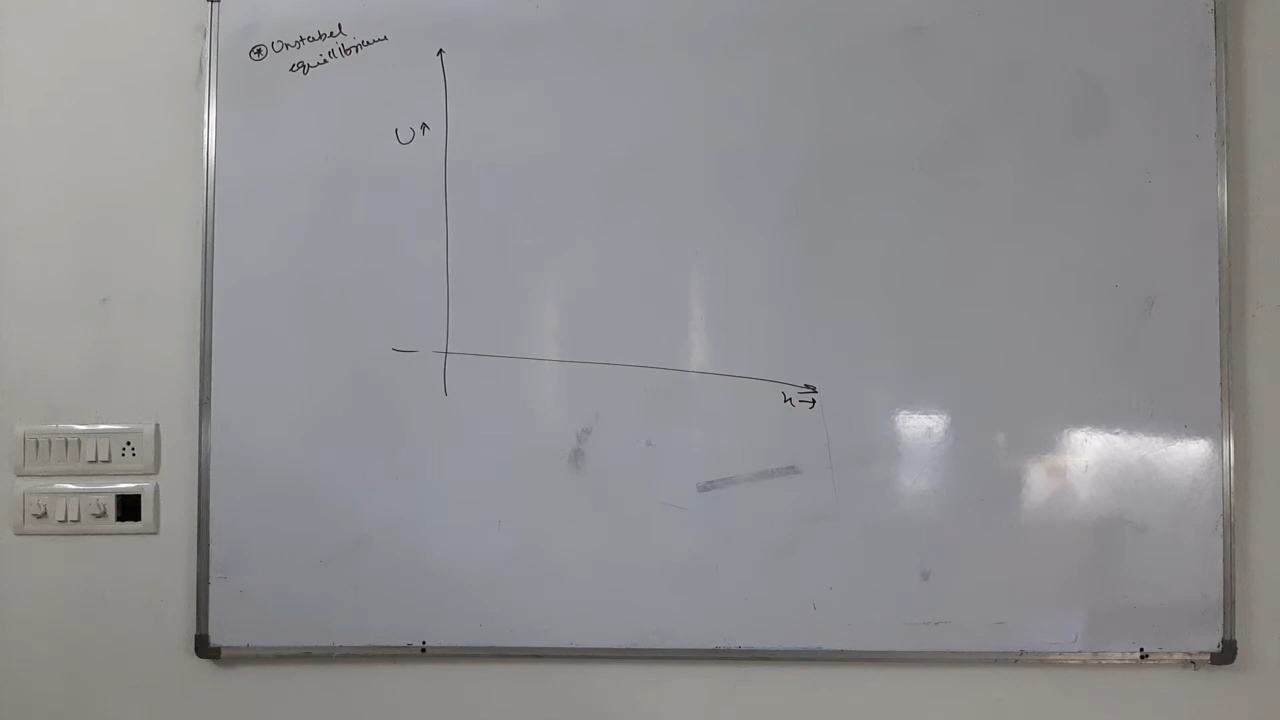 * Unstabel
equillibrium
U ↑
x →